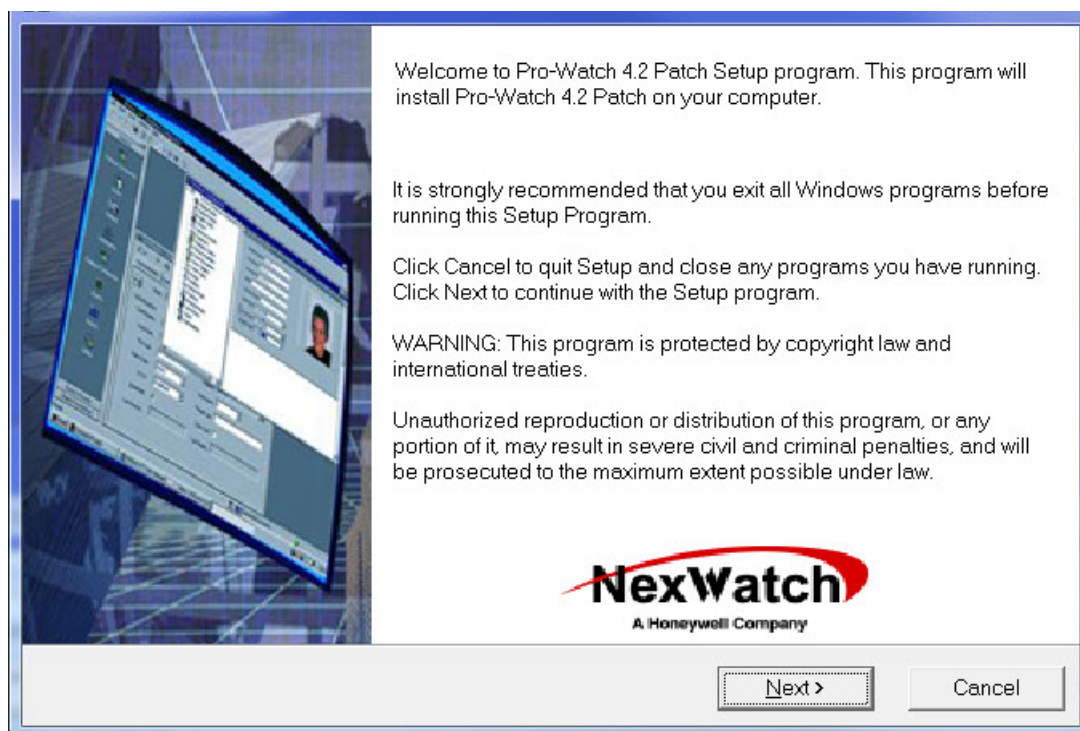 Welcome to Pro-Watch 4.2 Patch Setup program. This program will
install Pro-Watch 4.2 Patch on your computer.
It is strongly recommended that you exit all Windows programs before
running this Setup Program.
Click Cancel to quit Setup and close any programs you have running.
Click Next to continue with the Setup program.
WARNING: This program is protected by copyright law and
international treaties.
Unauthorized reproduction or distribution of this program, or any
portion of it, may result in severe civil and criminal penalties, and will
be prosecuted to the maximum extent possible under law.
NexWatch
A Honeywell Company
Next >
Cancel